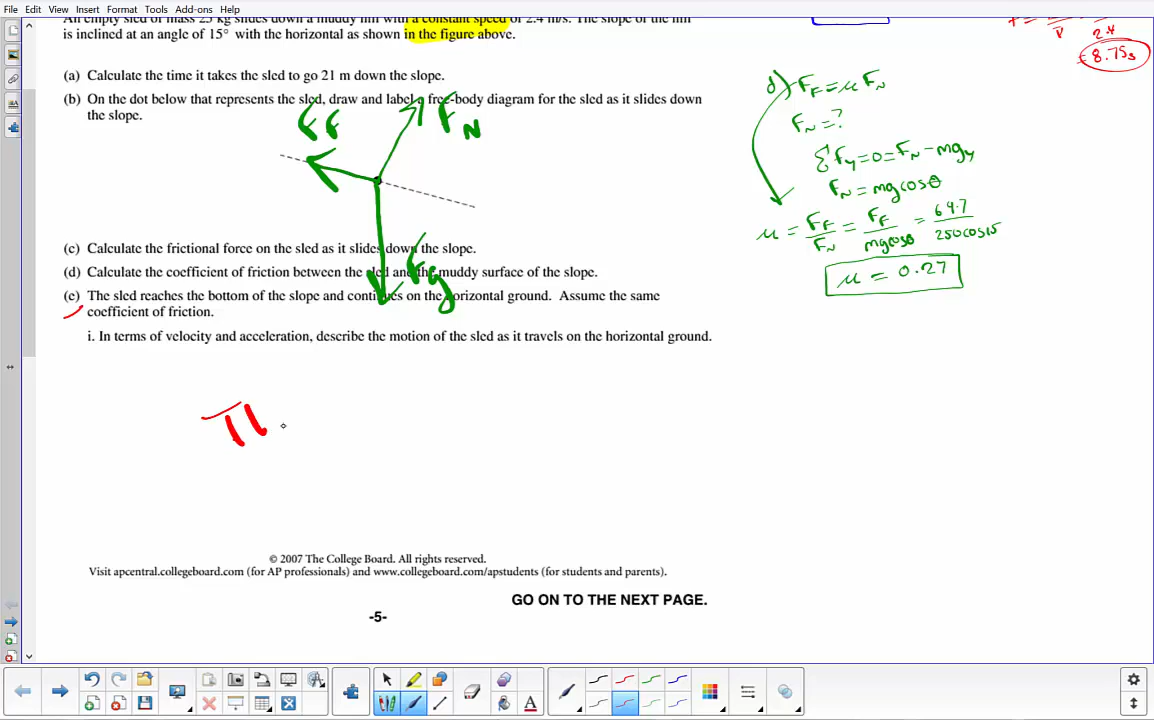 File Edit View Insert Format Tools Add-ons Help
An empty sled of mass 25 kg slides down a muddy hill with a constant speed of 2.4 m/s. The slope of the hill
is inclined at an angle of 15° with the horizontal as shown in the figure above.
2.4
= 8.75s
(a) Calculate the time it takes the sled to go 21 m down the slope.
(b) On the dot below that represents the sled, draw and label a free-body diagram for the sled as it slides down
the slope.
FF
FN
Fg
(c) Calculate the frictional force on the sled as it slides down the slope.
(d) Calculate the coefficient of friction between the sled and the muddy surface of the slope.
(e) The sled reaches the bottom of the slope and continues on the horizontal ground. Assume the same
coefficient of friction.
i. In terms of velocity and acceleration, describe the motion of the sled as it travels on the horizontal ground.
d) FF = μ FN
FN = ?
ΣFy = 0 = FN - mgy
FN = mg cosθ
μ = FF/FN = FF/mgcosθ = 64.7/250cos15
μ = 0.27
© 2007 The College Board. All rights reserved.
Visit apcentral.collegeboard.com (for AP professionals) and www.collegeboard.com/apstudents (for students and parents).
GO ON TO THE NEXT PAGE.
-5-